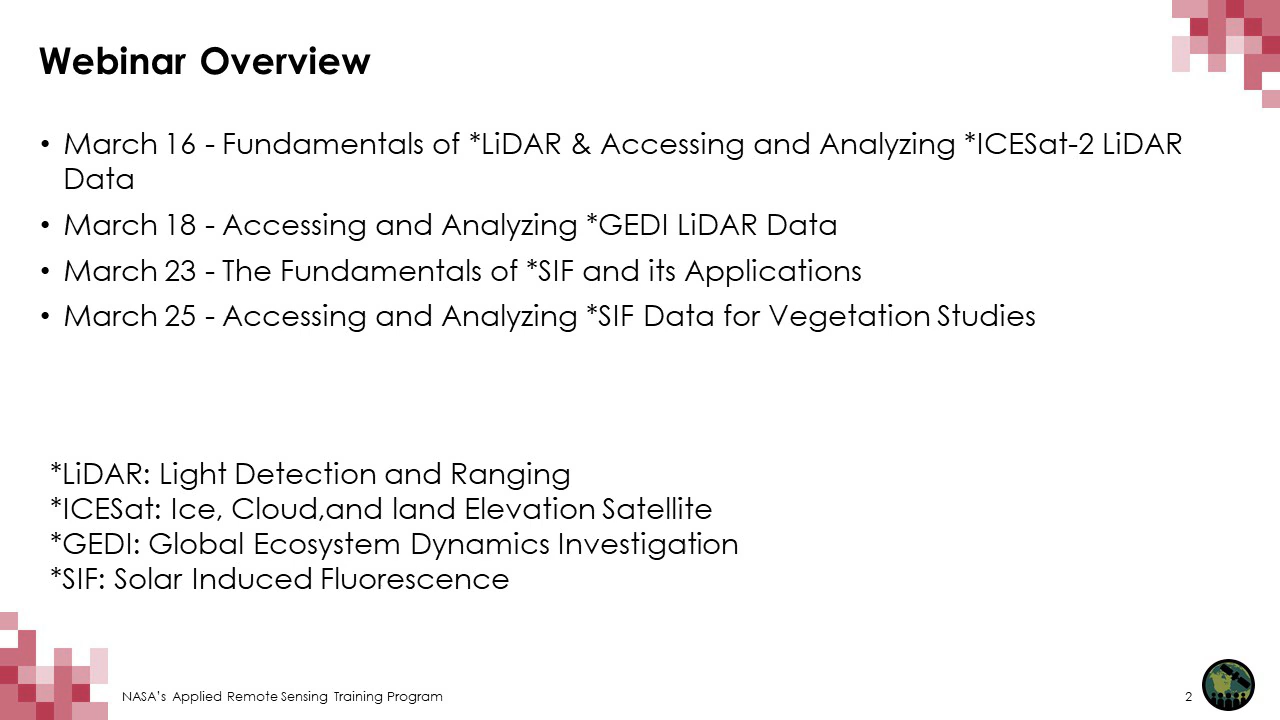 Webinar Overview
• March 16 - Fundamentals of *LiDAR & Accessing and Analyzing *ICESat-2 LiDAR
Data
• March 18 - Accessing and Analyzing *GEDI LiDAR Data
• March 23 - The Fundamentals of *SIF and its Applications
• March 25 - Accessing and Analyzing *SIF Data for Vegetation Studies
*LiDAR: Light Detection and Ranging
*ICESat: Ice, Cloud,and land Elevation Satellite
*GEDI: Global Ecosystem Dynamics Investigation
*SIF: Solar Induced Fluorescence
NASA's Applied Remote Sensing Training Program
2